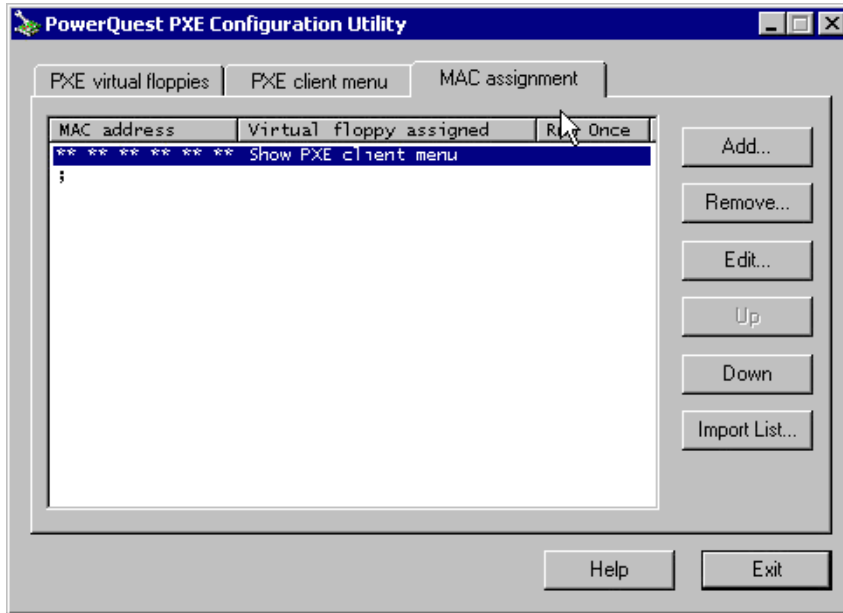 PowerQuest PXE Configuration Utility
PXE virtual floppies PXE client menu MAC assignment
MAC address Virtual floppy assigned Once
** ** ** ** ** ** Show PXE client menu
;
Add...
Remove...
Edit...
Up
Down
Import List...
Help Exit